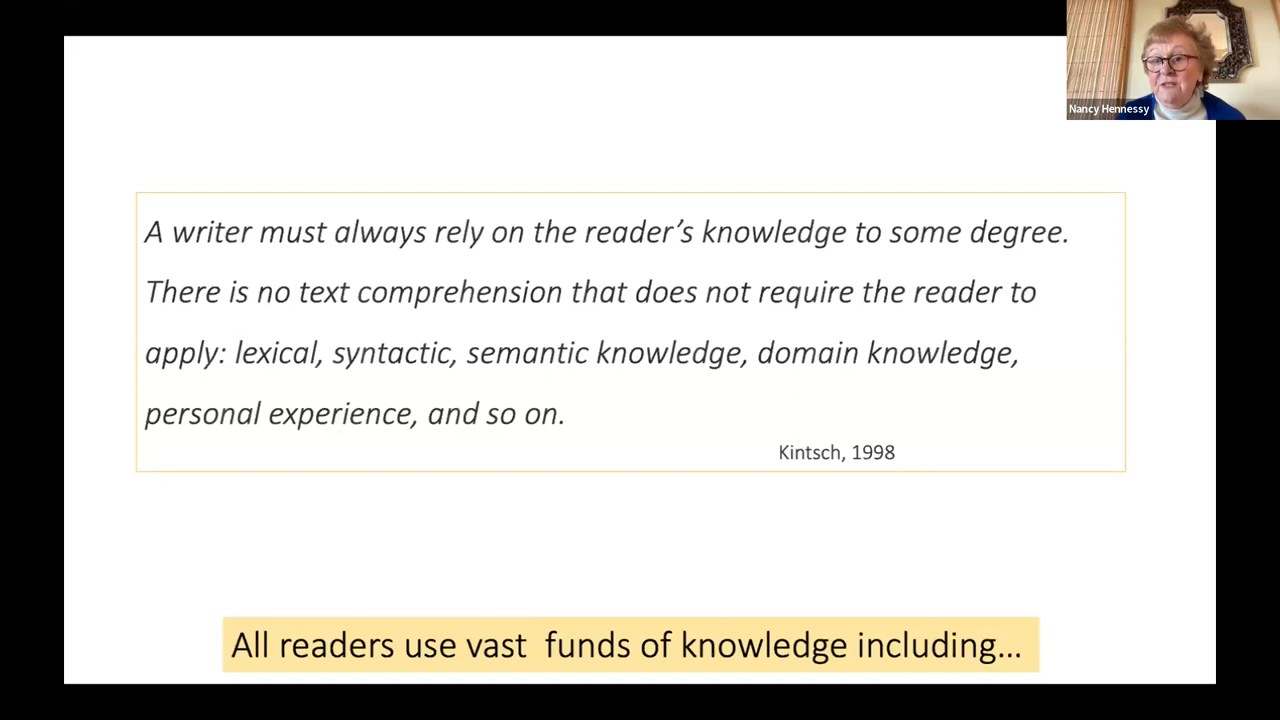 Nancy Hennessy
A writer must always rely on the reader’s knowledge to some degree.
There is no text comprehension that does not require the reader to
apply: lexical, syntactic, semantic knowledge, domain knowledge,
personal experience, and so on.
Kintsch, 1998
All readers use vast  funds of knowledge including...